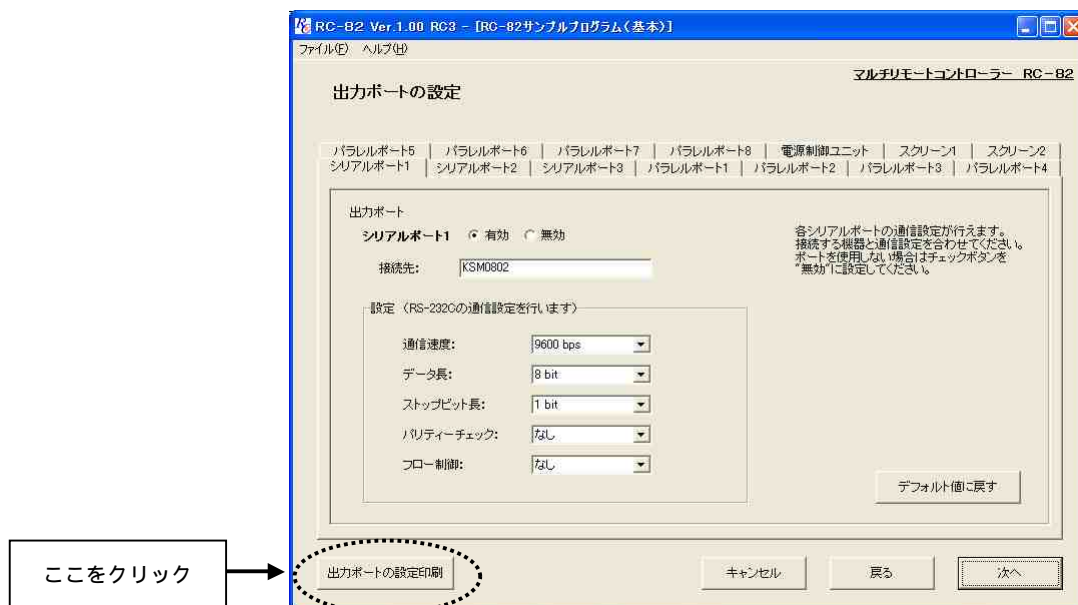 RC-82 Ver.1.00 RC3 - [RC-82サンプルプログラム(基本)]
ファイル(F) ヘルプ(H)
マルチリモートコントローラー RC-82
出力ポートの設定
パラレルポート5 パラレルポート6 パラレルポート7 パラレルポート8 電源制御ユニット スクリーン1 スクリーン2
シリアルポート1 シリアルポート2 シリアルポート3 パラレルポート1 パラレルポート2 パラレルポート3 パラレルポート4
出力ポート
シリアルポート1 有効 無効
接続先: KSM0802
各シリアルポートの通信設定が行えます。
接続する機器と通信設定を合わせてください。
ポートを使用しない場合はチェックボタンを
"無効"に設定してください。
設定 (RS-232Cの通信設定を行います)
通信速度: 9600 bps
データ長: 8 bit
ストップビット長: 1 bit
パリティーチェック: なし
フロー制御: なし
デフォルト値に戻す
ここをクリック
出力ポートの設定印刷 キャンセル 戻る 次へ